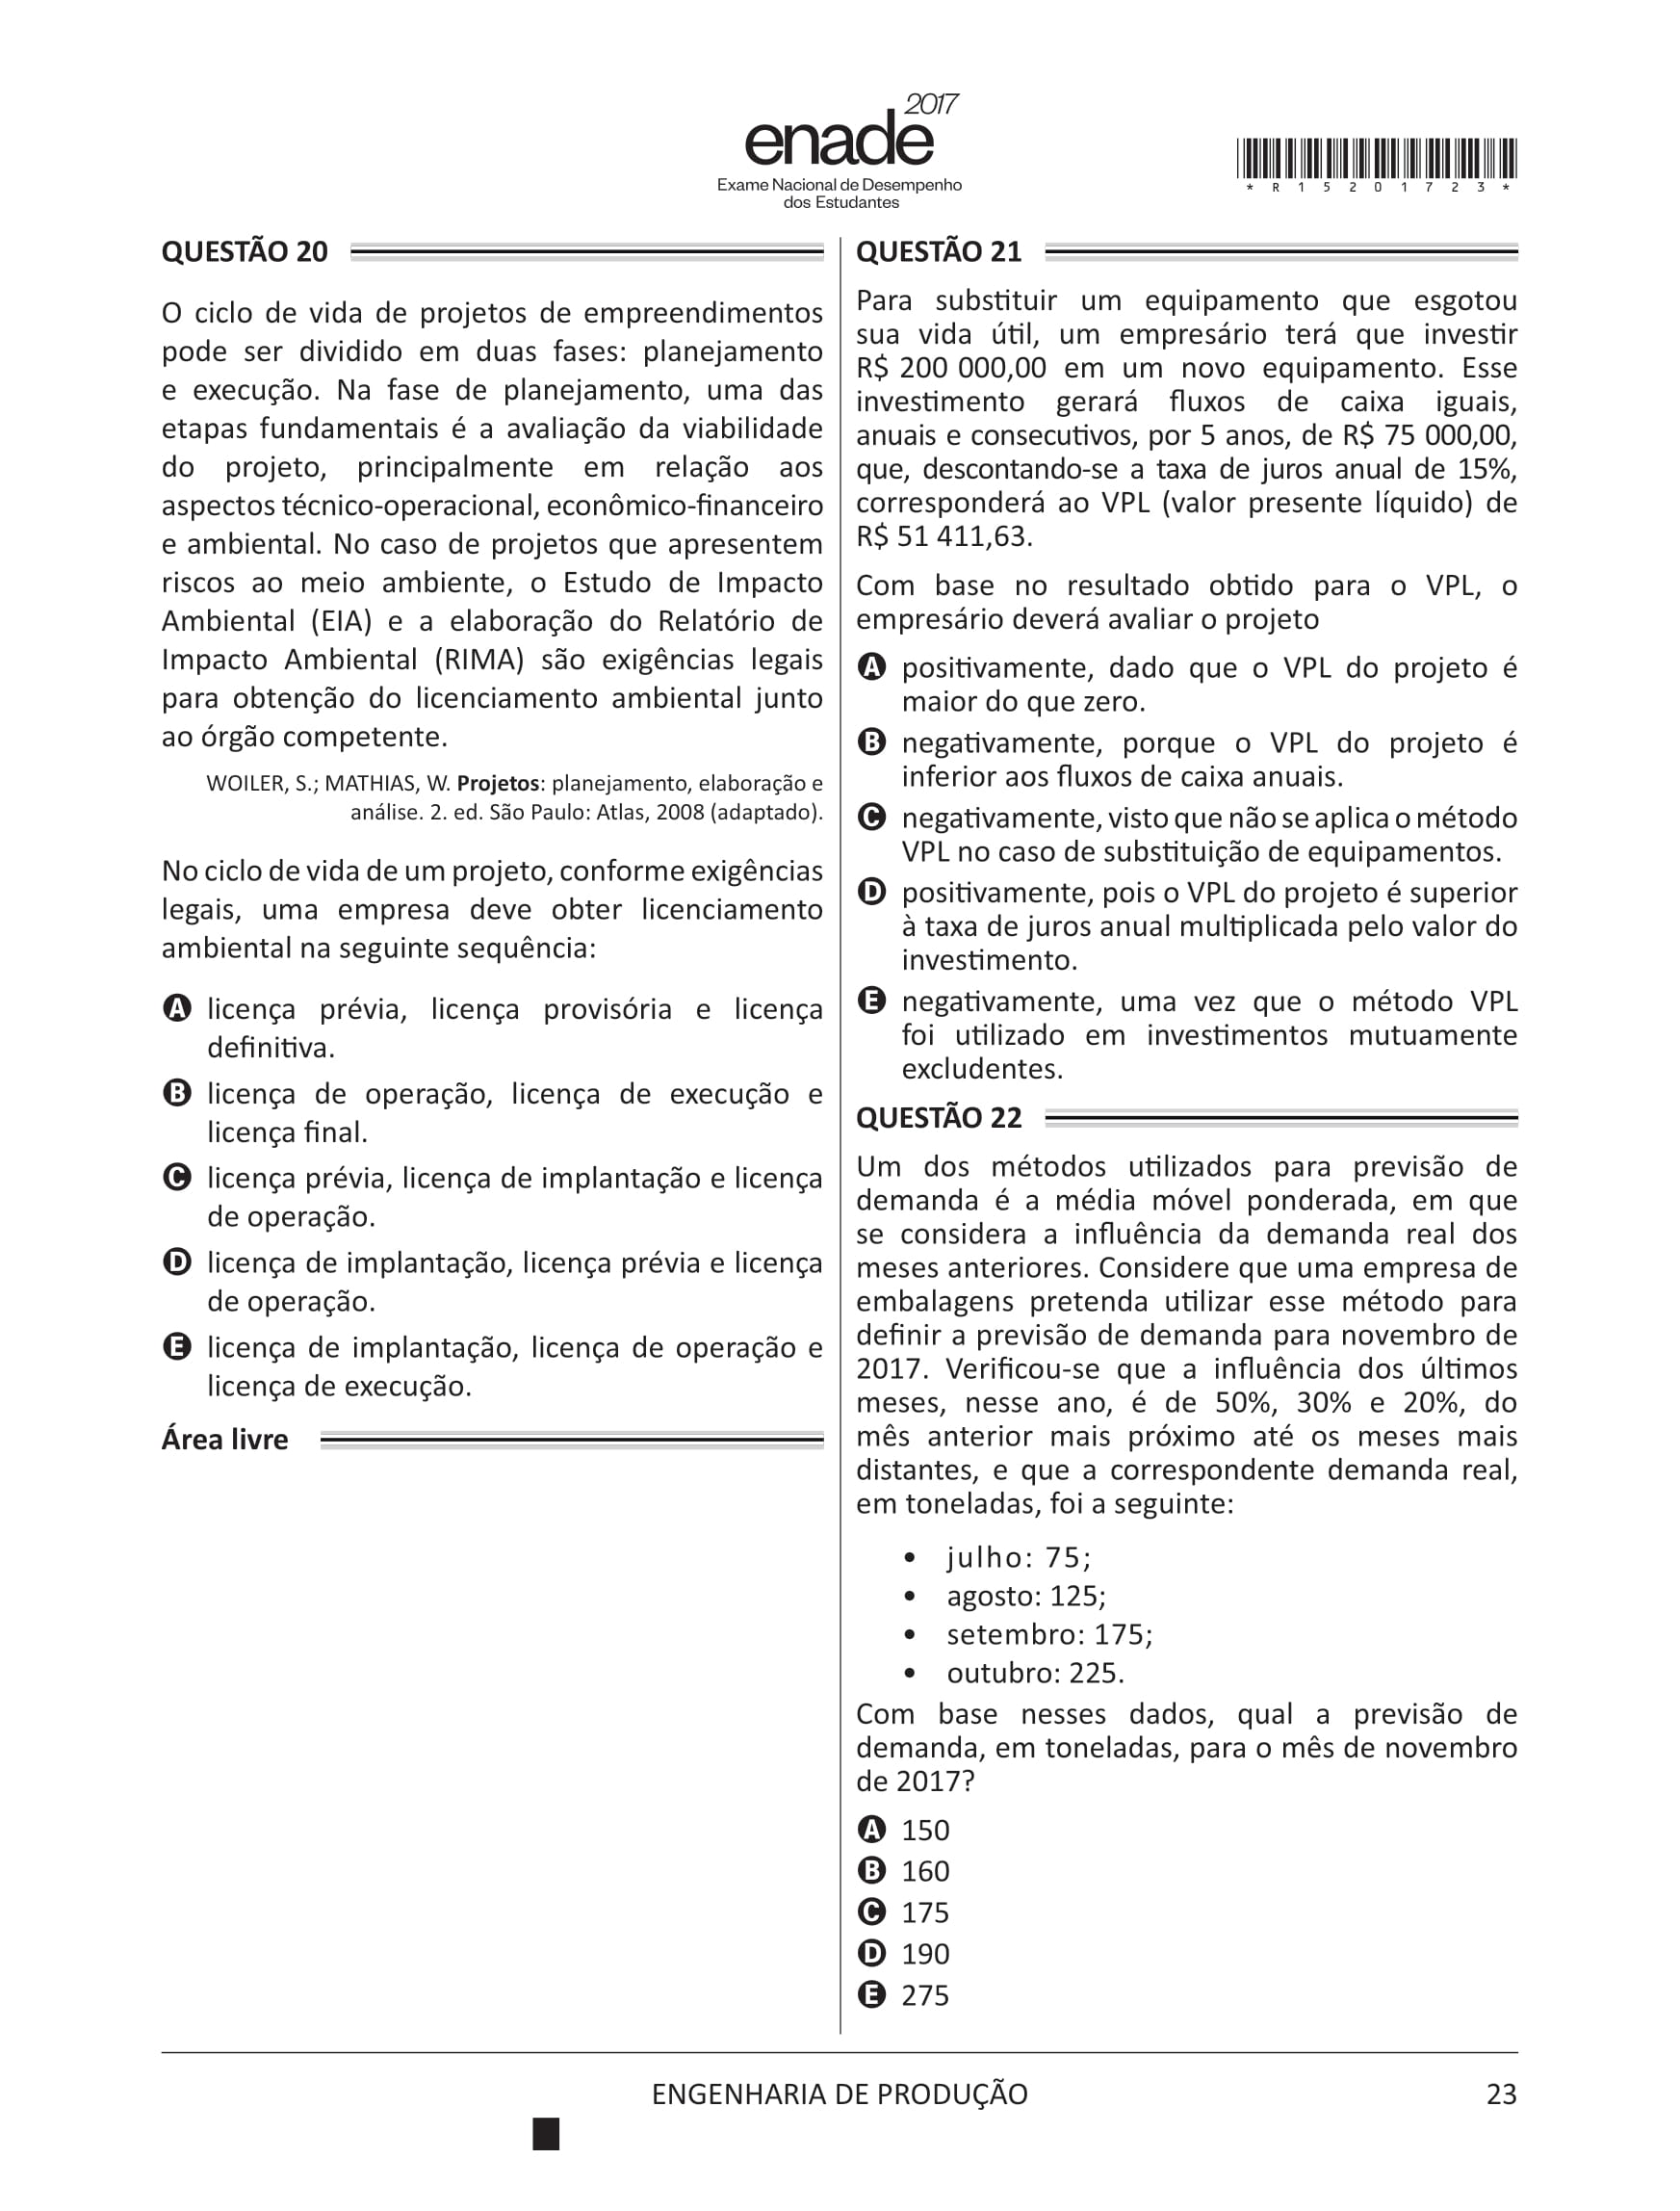 2017
enade
Exame Nacional de Desempenho
dos Estudantes
* R 1 5 2 0 1 7 2 3 *
QUESTÃO 20
O ciclo de vida de projetos de empreendimentos
pode ser dividido em duas fases: planejamento
e execução. Na fase de planejamento, uma das
etapas fundamentais é a avaliação da viabilidade
do projeto, principalmente em relação aos
aspectos técnico-operacional, econômico-financeiro
e ambiental. No caso de projetos que apresentem
riscos ao meio ambiente, o Estudo de Impacto
Ambiental (EIA) e a elaboração do Relatório de
Impacto Ambiental (RIMA) são exigências legais
para obtenção do licenciamento ambiental junto
ao órgão competente.
WOILER, S.; MATHIAS, W. Projetos: planejamento, elaboração e
análise. 2. ed. São Paulo: Atlas, 2008 (adaptado).
No ciclo de vida de um projeto, conforme exigências
legais, uma empresa deve obter licenciamento
ambiental na seguinte sequência:
A licença prévia, licença provisória e licença
definitiva.
B licença de operação, licença de execução e
licença final.
C licença prévia, licença de implantação e licença
de operação.
D licença de implantação, licença prévia e licença
de operação.
E licença de implantação, licença de operação e
licença de execução.
Área livre
QUESTÃO 21
Para substituir um equipamento que esgotou
sua vida útil, um empresário terá que investir
R$ 200 000,00 em um novo equipamento. Esse
investimento gerará fluxos de caixa iguais,
anuais e consecutivos, por 5 anos, de R$ 75 000,00,
que, descontando-se a taxa de juros anual de 15%,
corresponderá ao VPL (valor presente líquido) de
R$ 51 411,63.
Com base no resultado obtido para o VPL, o
empresário deverá avaliar o projeto
A positivamente, dado que o VPL do projeto é
maior do que zero.
B negativamente, porque o VPL do projeto é
inferior aos fluxos de caixa anuais.
C negativamente, visto que não se aplica o método
VPL no caso de substituição de equipamentos.
D positivamente, pois o VPL do projeto é superior
à taxa de juros anual multiplicada pelo valor do
investimento.
E negativamente, uma vez que o método VPL
foi utilizado em investimentos mutuamente
excludentes.
QUESTÃO 22
Um dos métodos utilizados para previsão de
demanda é a média móvel ponderada, em que
se considera a influência da demanda real dos
meses anteriores. Considere que uma empresa de
embalagens pretenda utilizar esse método para
definir a previsão de demanda para novembro de
2017. Verificou-se que a influência dos últimos
meses, nesse ano, é de 50%, 30% e 20%, do
mês anterior mais próximo até os meses mais
distantes, e que a correspondente demanda real,
em toneladas, foi a seguinte:
• julho: 75;
• agosto: 125;
• setembro: 175;
• outubro: 225.
Com base nesses dados, qual a previsão de
demanda, em toneladas, para o mês de novembro
de 2017?
A 150
B 160
C 175
D 190
E 275
ENGENHARIA DE PRODUÇÃO
23